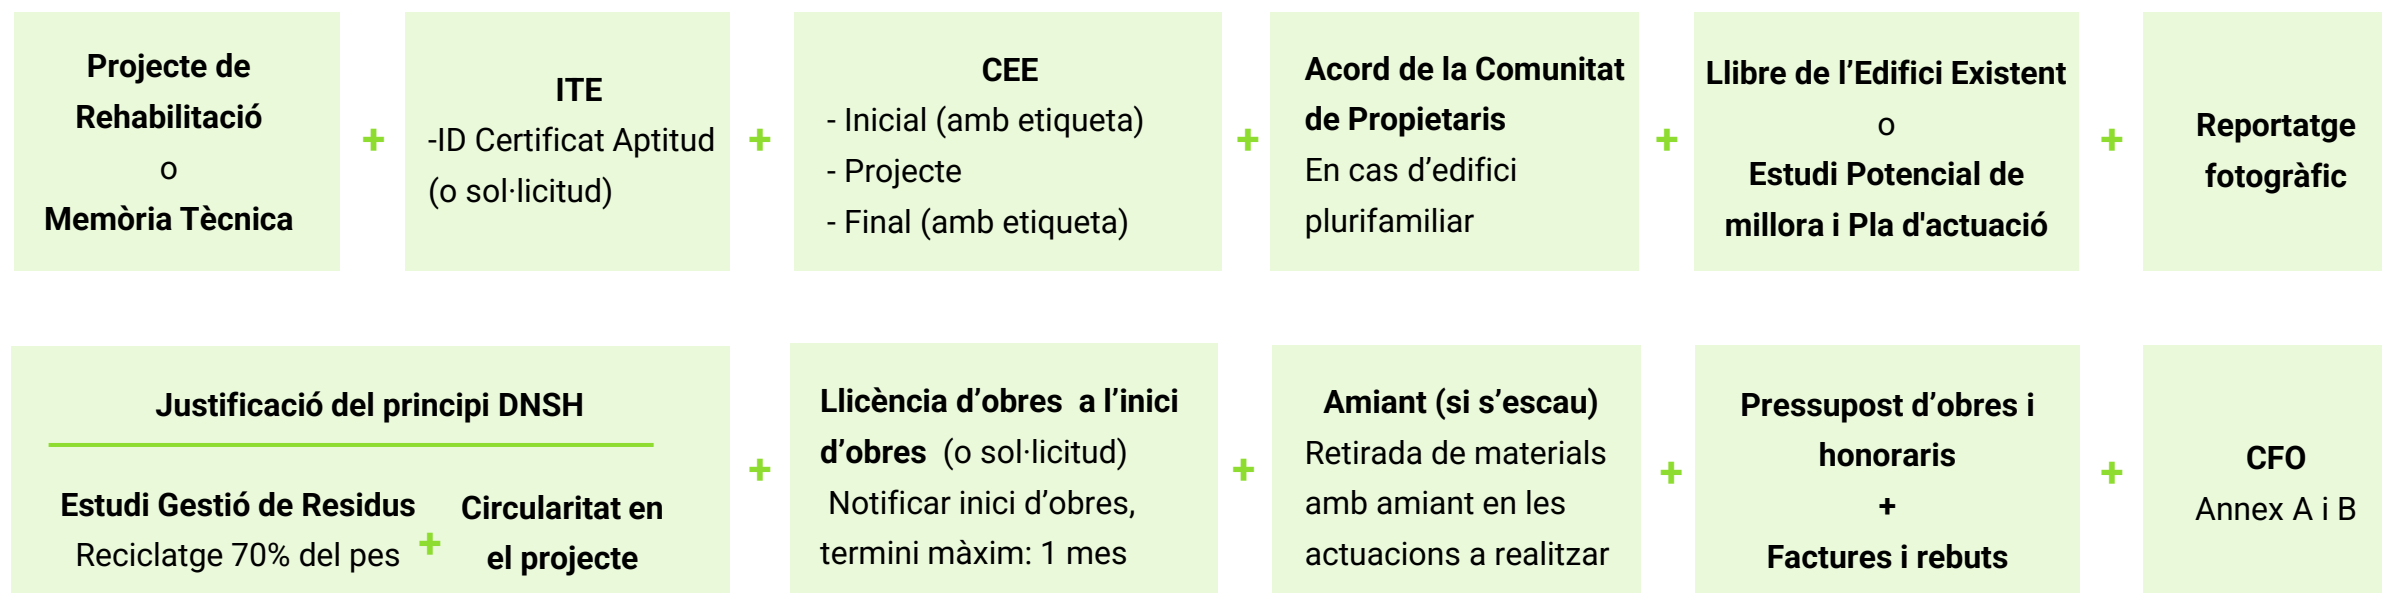 Projecte de
Rehabilitació
o
Memòria Tècnica
+
ITE
-ID Certificat Aptitud
(o sol·licitud)
+
CEE
- Inicial (amb etiqueta)
- Projecte
- Final (amb etiqueta)
+
Acord de la Comunitat
de Propietaris
En cas d’edifici
plurifamiliar
+
Llibre de l’Edifici Existent
o
Estudi Potencial de
millora i Pla d'actuació
+
Reportatge
fotogràfic
Justificació del principi DNSH
Estudi Gestió de Residus
Reciclatge 70% del pes
+
Circularitat en
el projecte
+
Llicència d’obres a l’inici
d’obres (o sol·licitud)
Notificar inici d’obres,
termini màxim: 1 mes
+
Amiant (si s’escau)
Retirada de materials
amb amiant en les
actuacions a realitzar
+
Pressupost d’obres i
honoraris
+
Factures i rebuts
+
CFO
Annex A i B